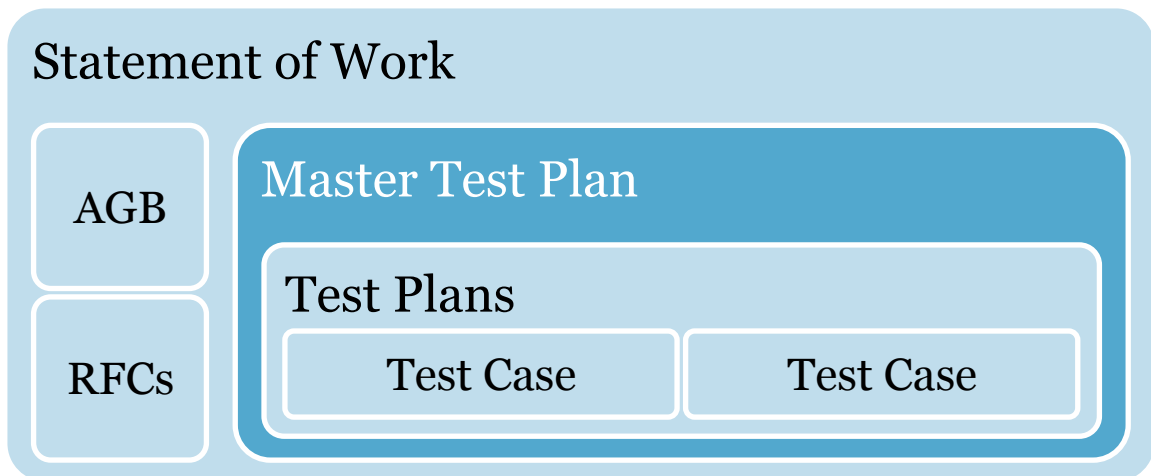 Statement of Work
AGB
RFCs
Master Test Plan
Test Plans
Test Case
Test Case